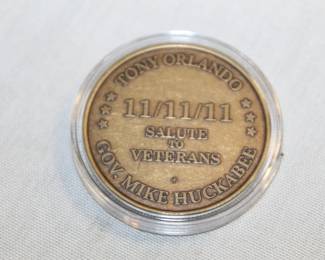 TONY ORLANDO
11/11/11
SALUTE
TO
VETERANS
GOV. MIKE HUCKABEE